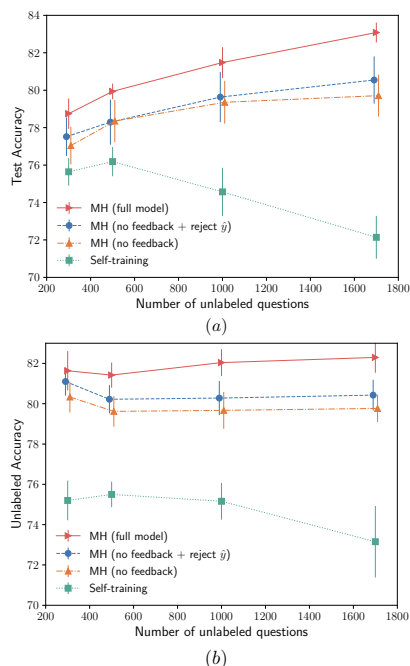 84
82
80
78
76
74
72
70
Test Accuracy
MH (full model)
MH (no feedback + reject ŷ)
MH (no feedback)
Self-training
200 400 600 800 1000 1200 1400 1600 1800
Number of unlabeled questions
(a)
82
80
78
76
74
72
70
Unlabeled Accuracy
MH (full model)
MH (no feedback + reject ŷ)
MH (no feedback)
Self-training
200 400 600 800 1000 1200 1400 1600 1800
Number of unlabeled questions
(b)